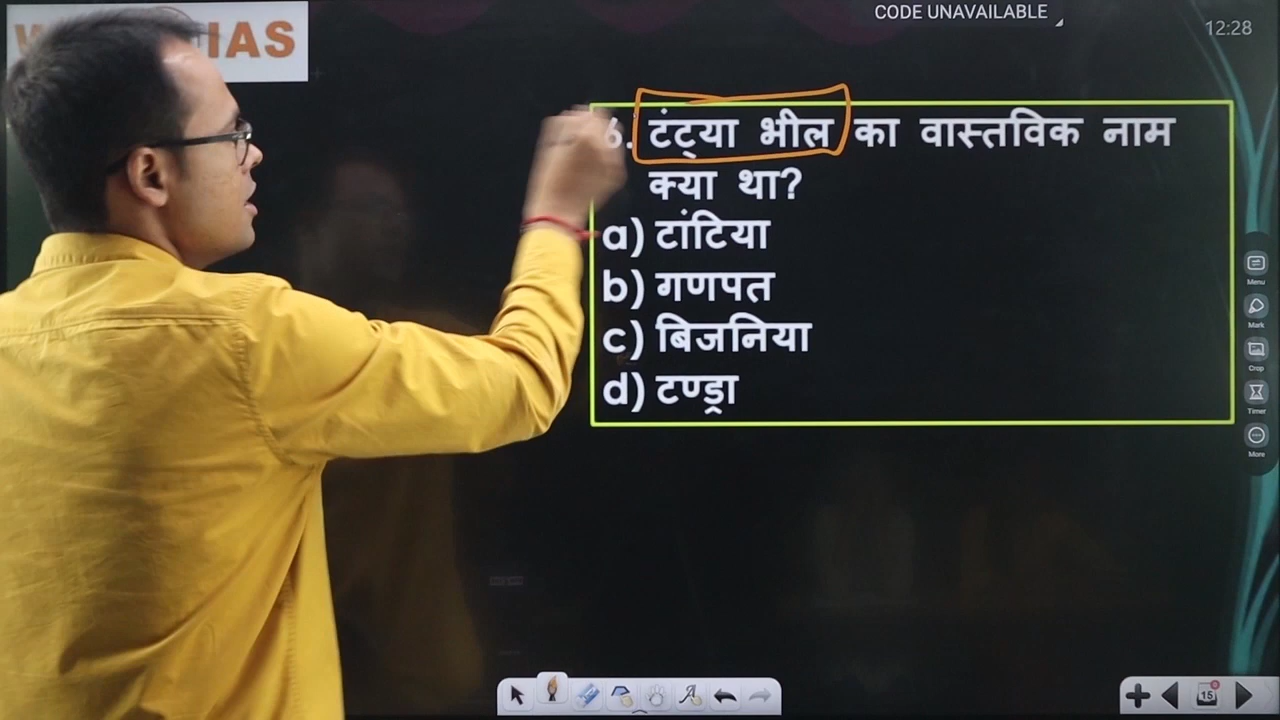 IAS
CODE UNAVAILABLE
12:28
6. टंट्या भील का वास्तविक नाम
क्या था?
a) टांटिया
b) गणपत
c) बिजनिया
d) टण्ड्रा
Menu
Mark
Crop
Timer
More
15